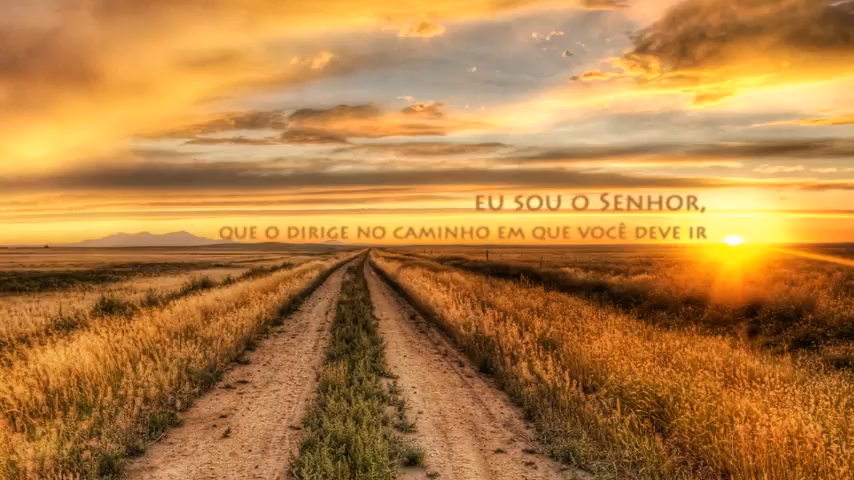 Eu sou o Senhor,
que o dirige no caminho em que você deve ir